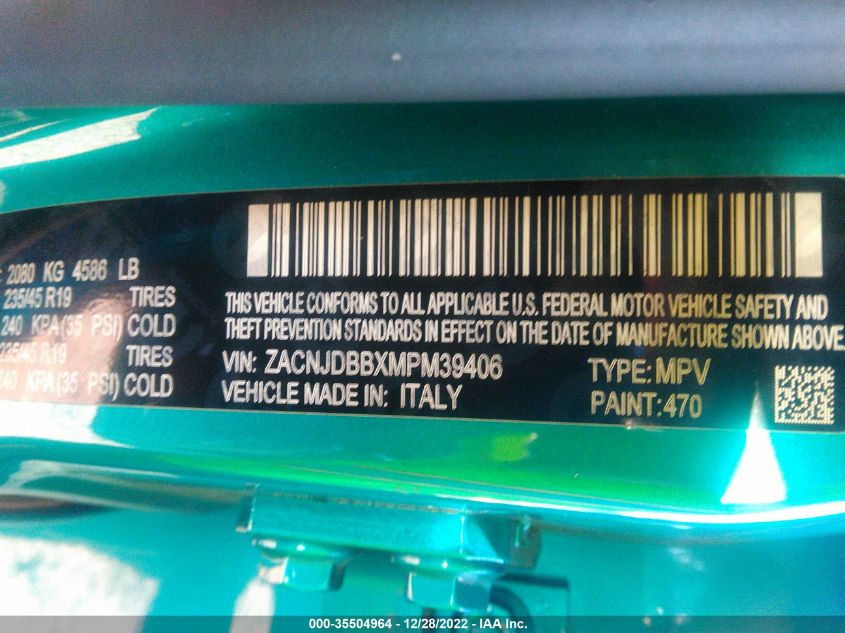 2080 KG 4586 LB
235/45 R19 TIRES
240 KPA (35 PSI) COLD
235/45 R19 TIRES
240 KPA (35 PSI) COLD
THIS VEHICLE CONFORMS TO ALL APPLICABLE U.S. FEDERAL MOTOR VEHICLE SAFETY AND
THEFT PREVENTION STANDARDS IN EFFECT ON THE DATE OF MANUFACTURE SHOWN ABOVE.
VIN: ZACNJDBBXMPM39406 TYPE: MPV
VEHICLE MADE IN: ITALY PAINT: 470
000-35504964 - 12/28/2022 - IAA Inc.